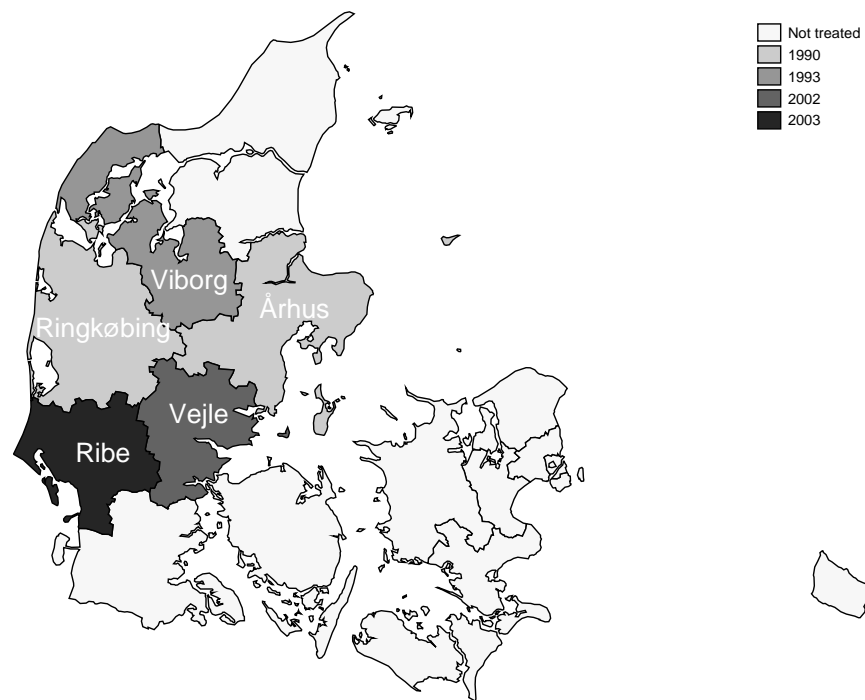 Not treated
1990
1993
2002
2003
Viborg
Århus
Ringkøbing
Vejle
Ribe